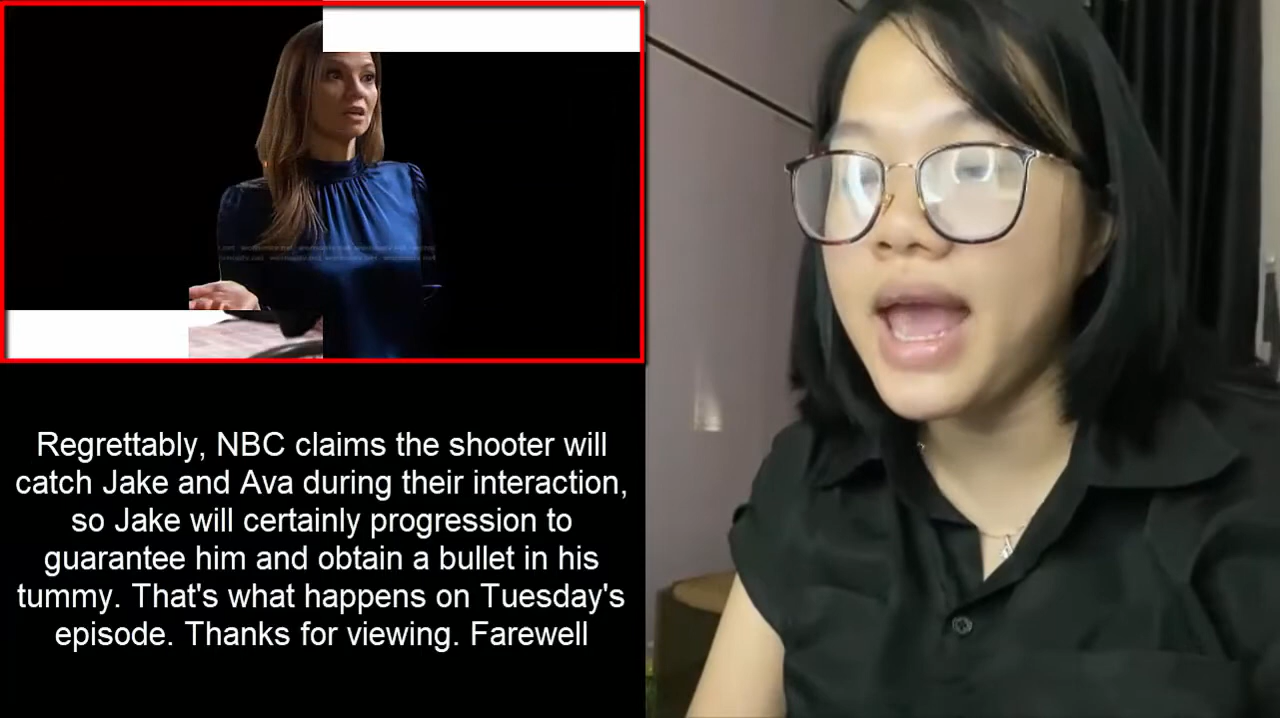 Regrettably, NBC claims the shooter will
catch Jake and Ava during their interaction,
so Jake will certainly progression to
guarantee him and obtain a bullet in his
tummy. That's what happens on Tuesday's
episode. Thanks for viewing. Farewell